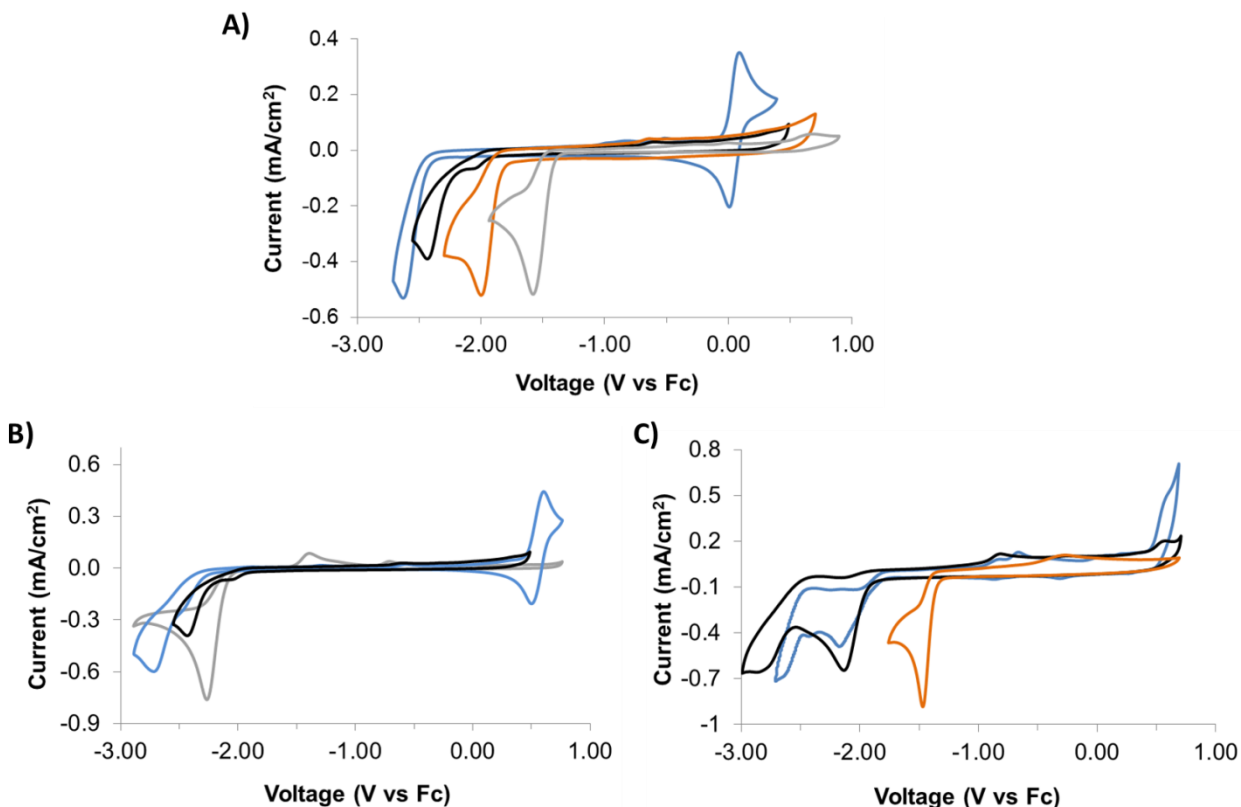 A)
0.4
0.2
0.0
-0.2
-0.4
-0.6
Current (mA/cm²)
-3.00 -2.00 -1.00 0.00 1.00
Voltage (V vs Fc)
B)
0.6
0.3
0.0
-0.3
-0.6
-0.9
Current (mA/cm²)
-3.00 -2.00 -1.00 0.00 1.00
Voltage (V vs Fc)
C)
0.8
0.5
0.2
-0.1
-0.4
-0.7
-1
Current (mA/cm²)
-3.00 -2.00 -1.00 0.00 1.00
Voltage (V vs Fc)